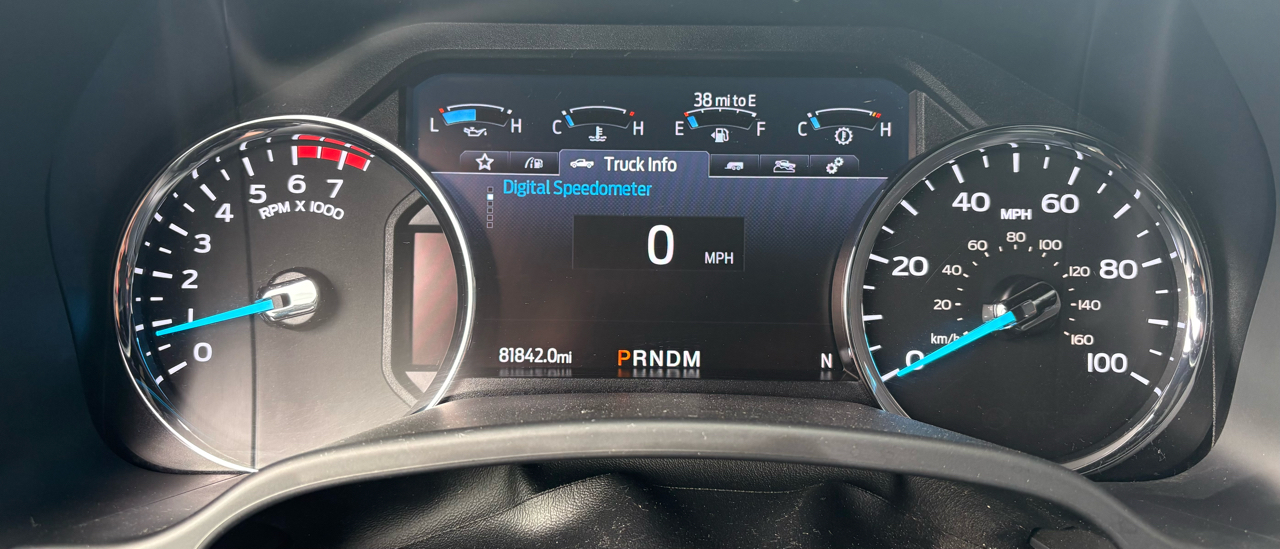 38 mi to E
L H C H E F C H
Truck Info
Digital Speedometer
0 MPH
81842.0mi PRNDM N
0 1 2 3 4 5 6 7
RPM X 1000
0 20 40 60 80 100
MPH
20 40 60 80 100 120 140 160
km/h